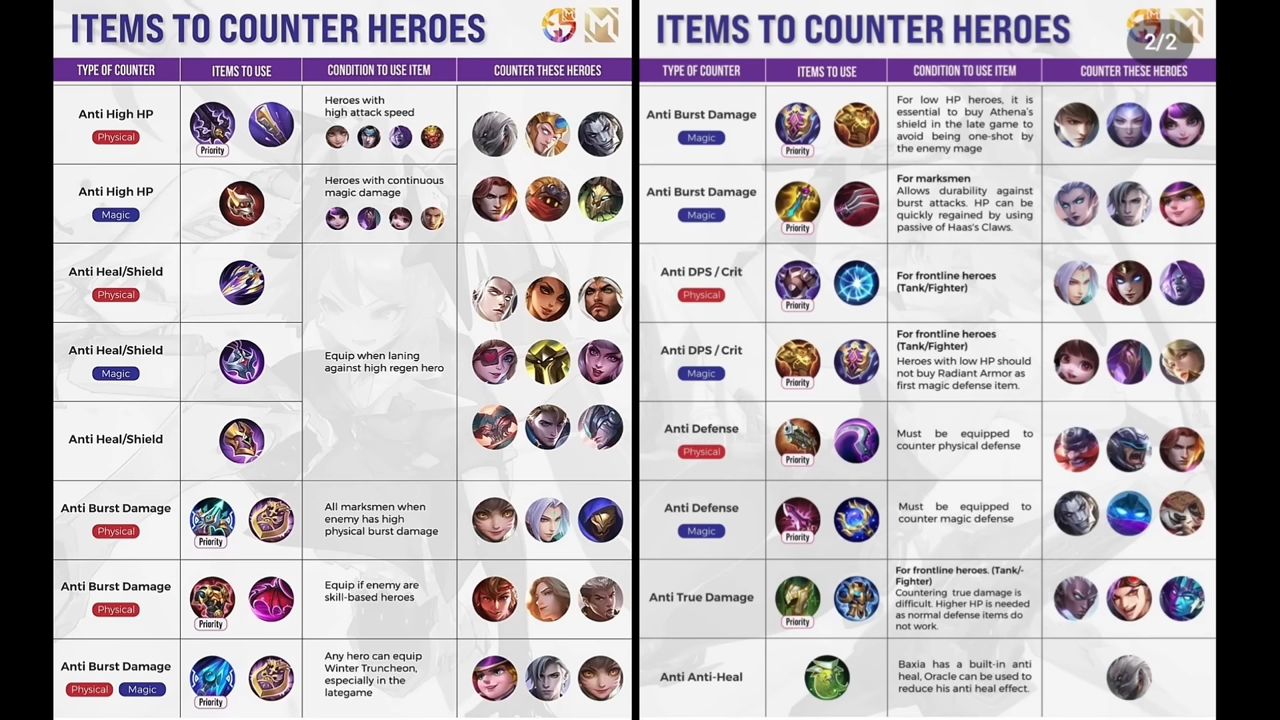 ITEMS TO COUNTER HEROES
TYPE OF COUNTER
ITEMS TO USE
CONDITION TO USE ITEM
COUNTER THESE HEROES
Anti High HP
Physical
Priority
Heroes with
high attack speed
Anti High HP
Magic
Heroes with continuous
magic damage
Anti Heal/Shield
Physical
Anti Heal/Shield
Magic
Equip when laning
against high regen hero
Anti Heal/Shield
Anti Burst Damage
Physical
Priority
All marksmen when
enemy has high
physical burst damage
Anti Burst Damage
Physical
Priority
Equip if enemy are
skill-based heroes
Anti Burst Damage
Physical
Magic
Priority
Any hero can equip
Winter Truncheon,
especially in the
lategame
ITEMS TO COUNTER HEROES
2/2
TYPE OF COUNTER
ITEMS TO USE
CONDITION TO USE ITEM
COUNTER THESE HEROES
Anti Burst Damage
Magic
Priority
For low HP heroes, it is
essential to buy Athena's
shield in the late game to
avoid being one-shot by
the enemy mage
Anti Burst Damage
Magic
Priority
For marksmen
Allows durability against
burst attacks. HP can be
quickly regained by using
passive of Haas's Claws.
Anti DPS / Crit
Physical
Priority
For frontline heroes
(Tank/Fighter)
Anti DPS / Crit
Magic
Priority
For frontline heroes
(Tank/Fighter)
Heroes with low HP should
not buy Radiant Armor as
first magic defense item.
Anti Defense
Physical
Priority
Must be equipped to
counter physical defense
Anti Defense
Magic
Priority
Must be equipped to
counter magic defense
Anti True Damage
Priority
For frontline heroes. (Tank/-
Fighter)
Countering true damage is
difficult. Higher HP is needed
as normal defense items do
not work.
Anti Anti-Heal
Baxia has a built-in anti
heal, Oracle can be used to
reduce his anti heal effect.